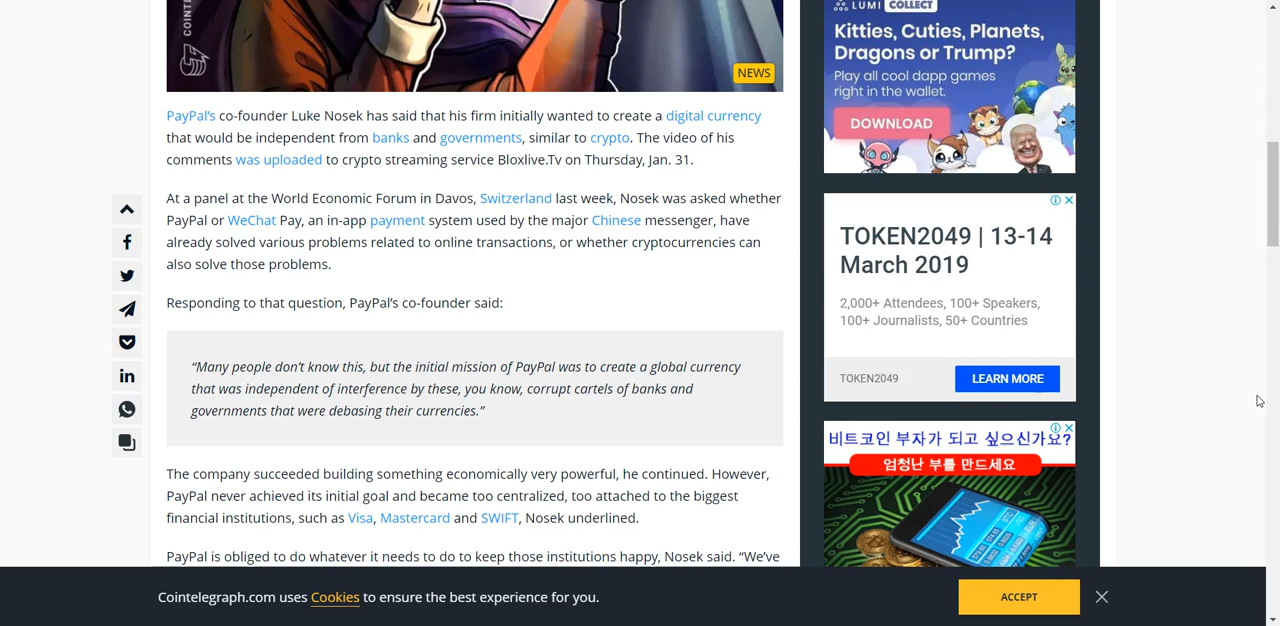 COINTE
NEWS
PayPal's co-founder Luke Nosek has said that his firm initially wanted to create a digital currency
that would be independent from banks and governments, similar to crypto. The video of his
comments was uploaded to crypto streaming service Bloxlive.Tv on Thursday, Jan. 31.
At a panel at the World Economic Forum in Davos, Switzerland last week, Nosek was asked whether
PayPal or WeChat Pay, an in-app payment system used by the major Chinese messenger, have
already solved various problems related to online transactions, or whether cryptocurrencies can
also solve those problems.
Responding to that question, PayPal's co-founder said:
“Many people don’t know this, but the initial mission of PayPal was to create a global currency
that was independent of interference by these, you know, corrupt cartels of banks and
governments that were debasing their currencies.”
The company succeeded building something economically very powerful, he continued. However,
PayPal never achieved its initial goal and became too centralized, too attached to the biggest
financial institutions, such as Visa, Mastercard and SWIFT, Nosek underlined.
PayPal is obliged to do whatever it needs to do to keep those institutions happy, Nosek said. “We’ve
LUMI COLLECT
Kitties, Cuties, Planets,
Dragons or Trump?
Play all cool dapp games
right in the wallet.
DOWNLOAD
TOKEN2049 | 13-14
March 2019
2,000+ Attendees, 100+ Speakers,
100+ Journalists, 50+ Countries
TOKEN2049
LEARN MORE
비트코인 부자가 되고 싶으신가요?
엄청난 부를 만드세요
Cointelegraph.com uses Cookies to ensure the best experience for you.
ACCEPT